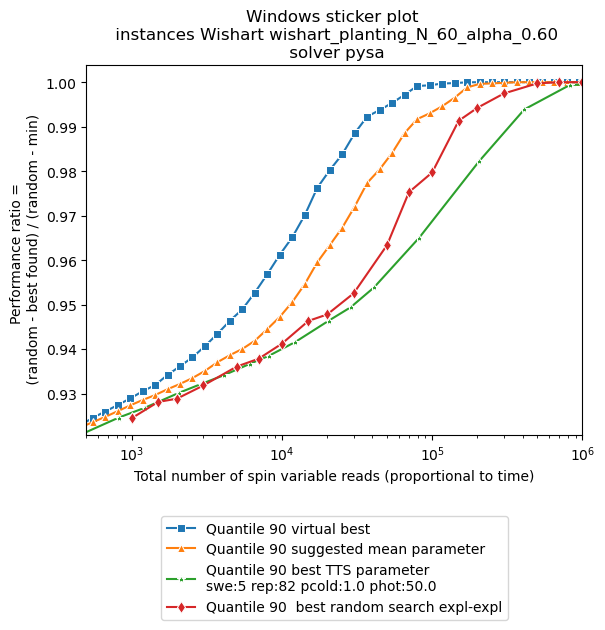 Windows sticker plot
instances Wishart wishart_planting_N_60_alpha_0.60
solver pysa
Performance ratio =
(random - best found) / (random - min)
1.00
0.99
0.98
0.97
0.96
0.95
0.94
0.93
10³
10⁴
10⁵
10⁶
Total number of spin variable reads (proportional to time)
Quantile 90 virtual best
Quantile 90 suggested mean parameter
Quantile 90 best TTS parameter
swe:5 rep:82 pcold:1.0 phot:50.0
Quantile 90  best random search expl-expl